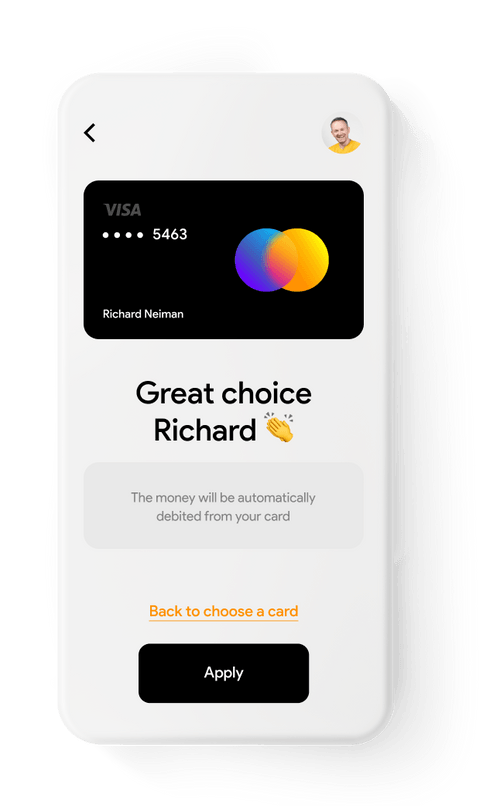 VISA
•••• 5463
Richard Neiman
Great choice
Richard 👏
The money will be automatically
debited from your card
Back to choose a card
Apply